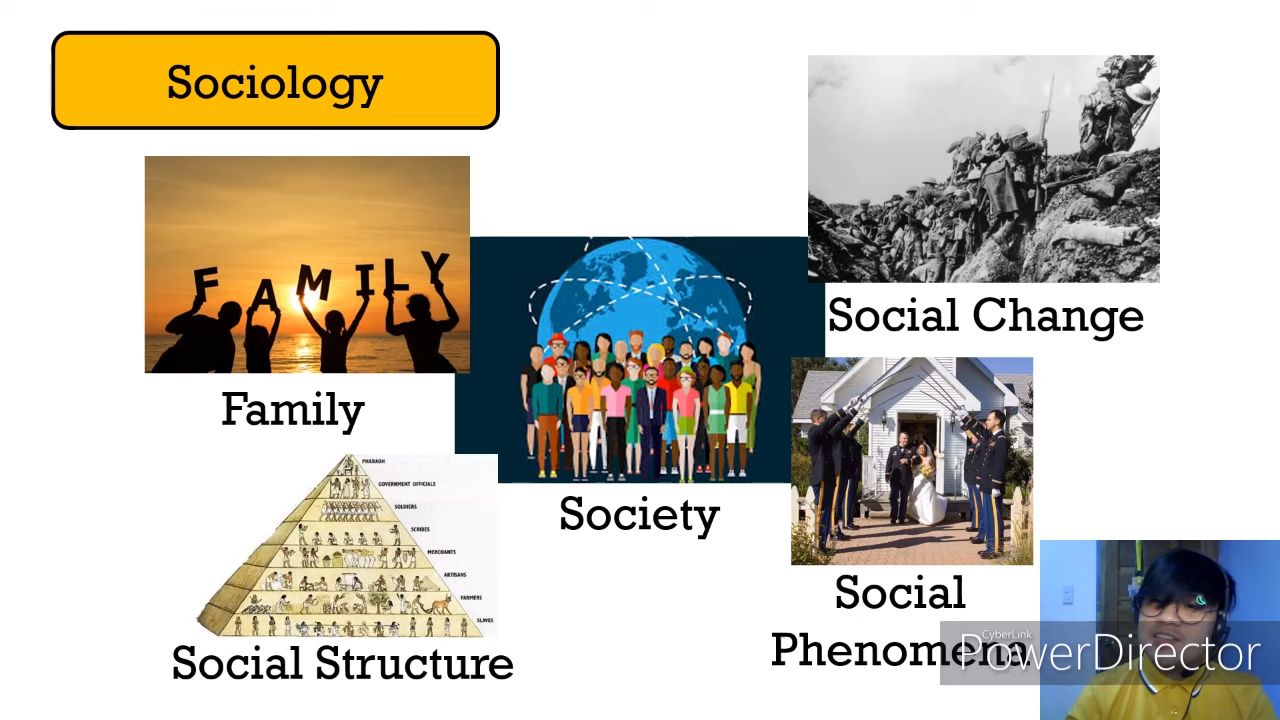 Sociology
FAMILY
Family
PHARAOH
GOVERNMENT OFFICIALS
SOLDIERS
SCRIBES
MERCHANTS
ARTISANS
FARMERS
SLAVES
Social Structure
Society
Social Change
Social
Phenomena
CyberLink
PowerDirector